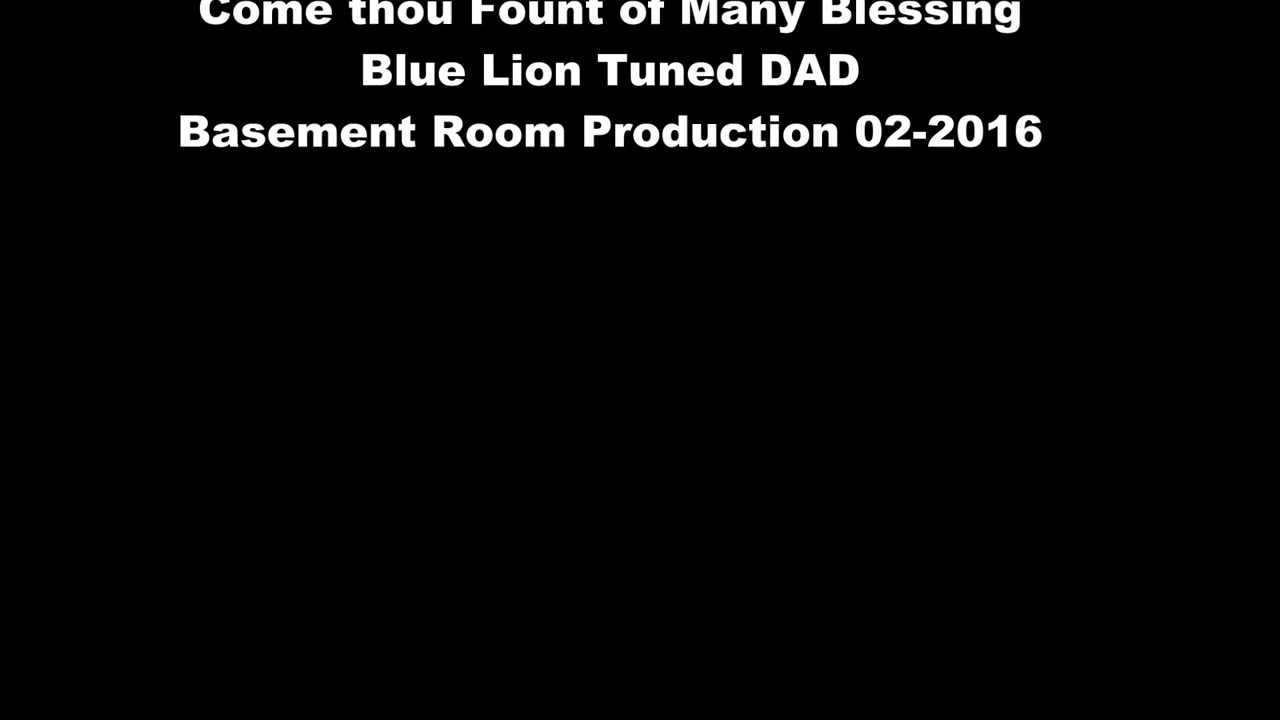 Come thou Fount of Many Blessing
Blue Lion Tuned DAD
Basement Room Production 02-2016